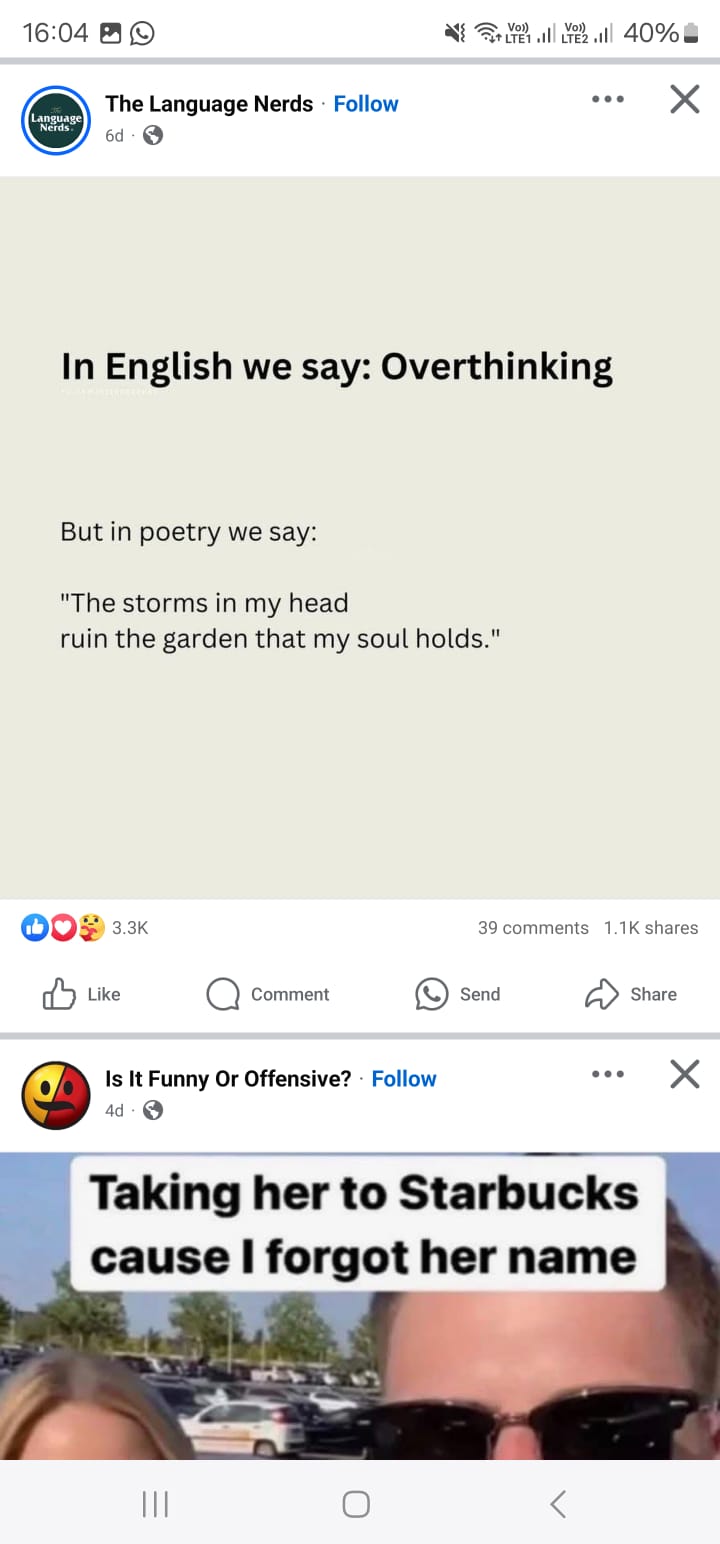 16:04
Vo)) LTE1 Vo)) LTE2 40%
The Language Nerds
The Language Nerds · Follow
6d ·
In English we say: Overthinking
But in poetry we say:
"The storms in my head
ruin the garden that my soul holds."
3.3K 39 comments 1.1K shares
Like Comment Send Share
Is It Funny Or Offensive? · Follow
4d ·
Taking her to Starbucks
cause I forgot her name